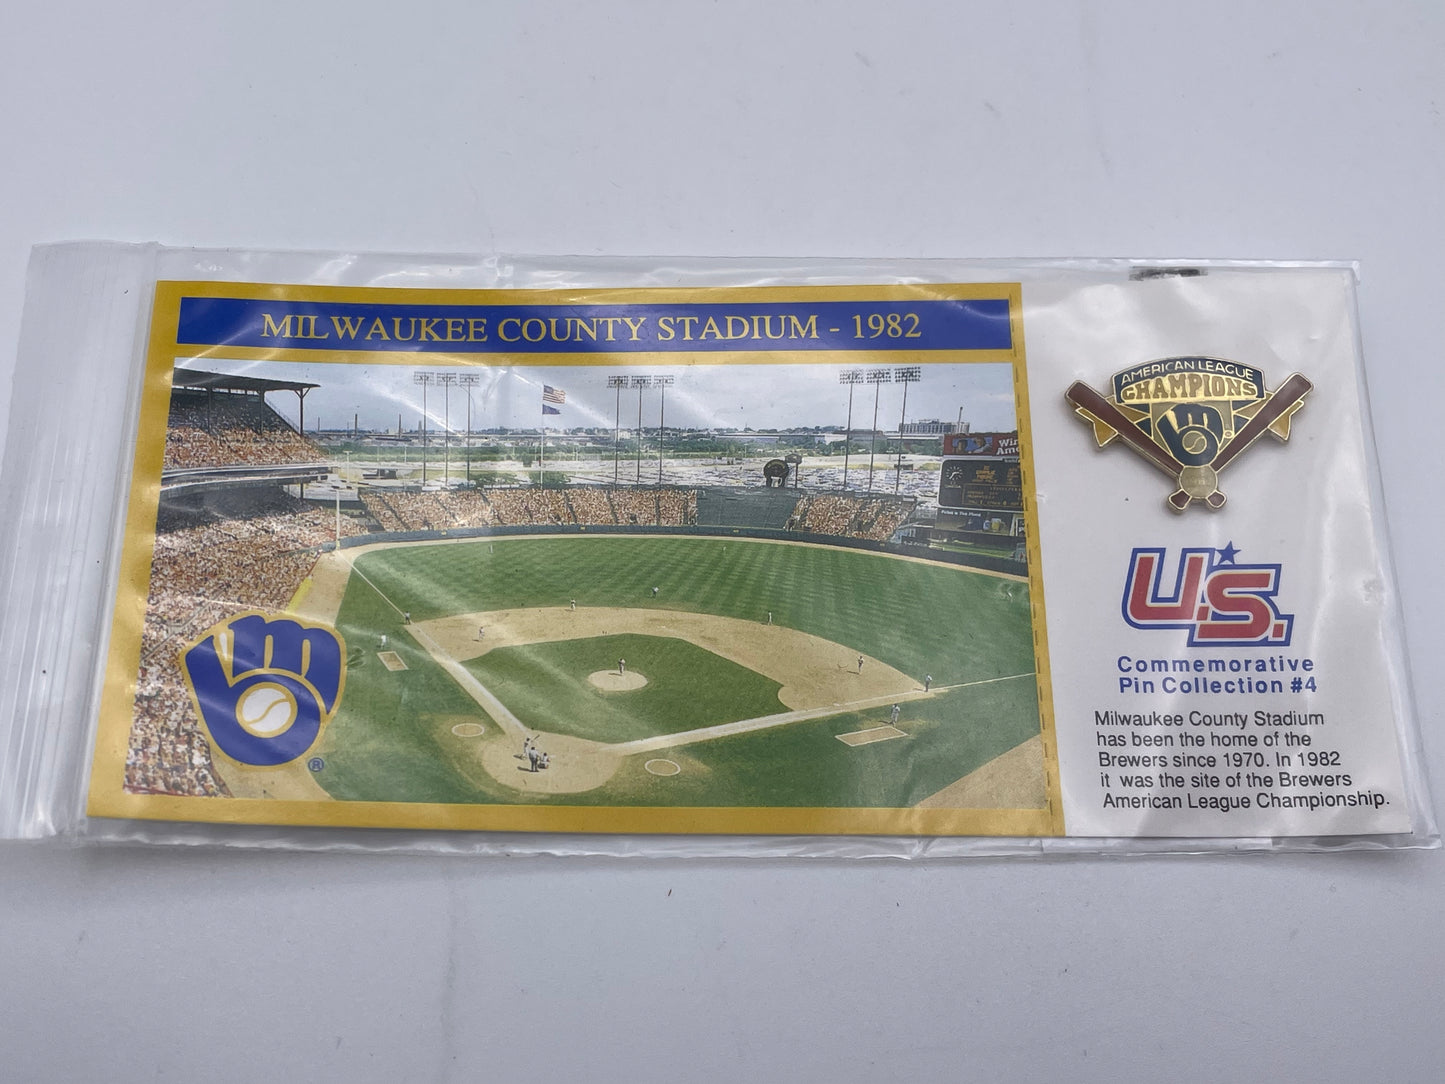 MILWAUKEE COUNTY STADIUM - 1982
AMERICAN LEAGUE
CHAMPIONS
U.S.
Commemorative
Pin Collection #4
Milwaukee County Stadium
has been the home of the
Brewers since 1970. In 1982
it was the site of the Brewers
American League Championship.
®